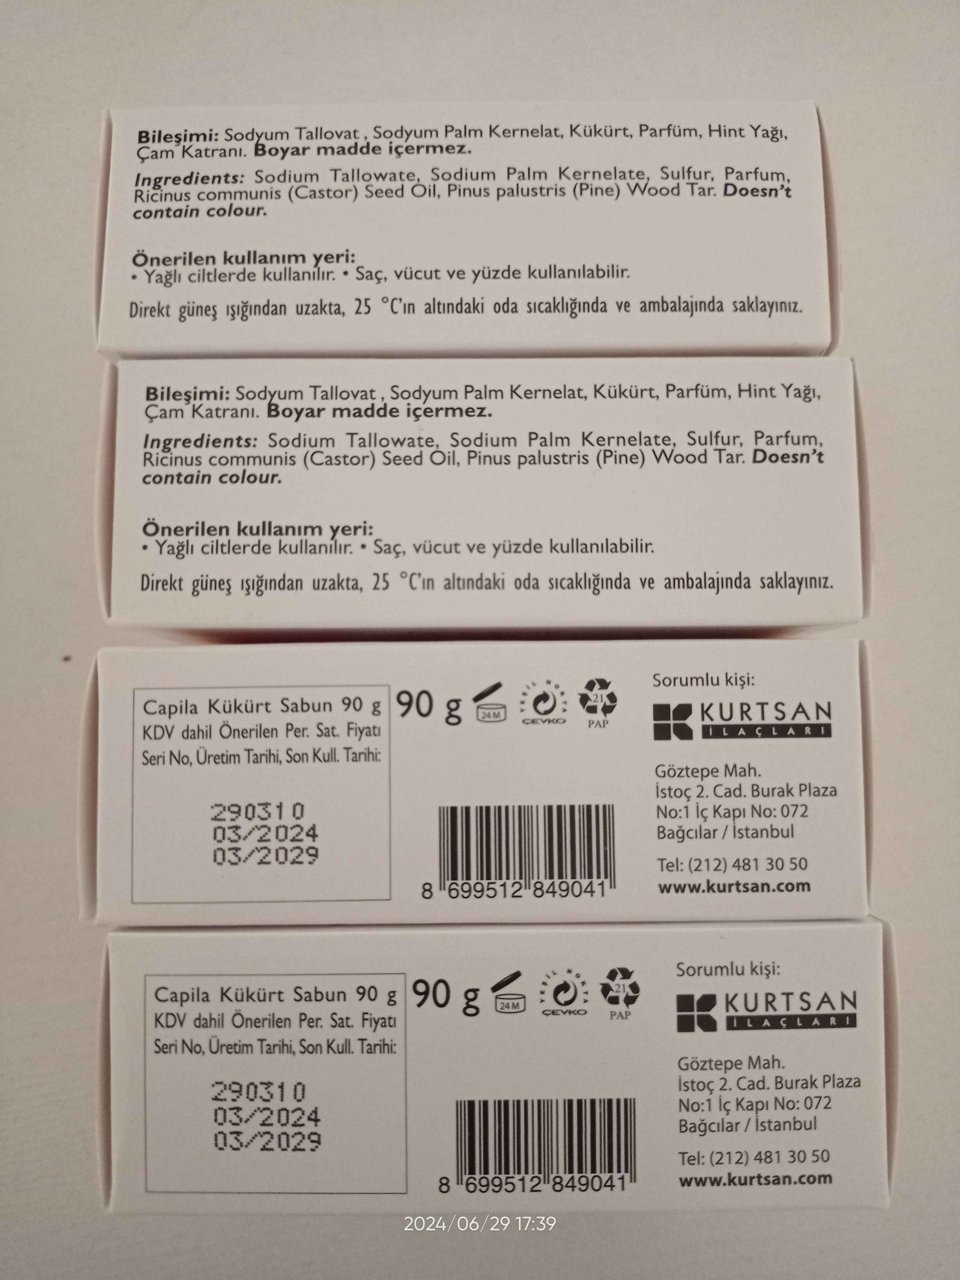 Bileşimi: Sodyum Tallovat , Sodyum Palm Kernelat, Kükürt, Parfüm, Hint Yağı,
Çam Katranı. Boyar madde içermez.
Ingredients: Sodium Tallowate, Sodium Palm Kernelate, Sulfur, Parfum,
Ricinus communis (Castor) Seed Oil, Pinus palustris (Pine) Wood Tar. Doesn't
contain colour.
Önerilen kullanım yeri:
• Yağlı ciltlerde kullanılır. • Saç, vücut ve yüzde kullanılabilir.
Direkt güneş ışığından uzakta, 25 °C'ın altındaki oda sıcaklığında ve ambalajında saklayınız.
Bileşimi: Sodyum Tallovat , Sodyum Palm Kernelat, Kükürt, Parfüm, Hint Yağı,
Çam Katranı. Boyar madde içermez.
Ingredients: Sodium Tallowate, Sodium Palm Kernelate, Sulfur, Parfum,
Ricinus communis (Castor) Seed Oil, Pinus palustris (Pine) Wood Tar. Doesn't
contain colour.
Önerilen kullanım yeri:
• Yağlı ciltlerde kullanılır. • Saç, vücut ve yüzde kullanılabilir.
Direkt güneş ışığından uzakta, 25 °C'ın altındaki oda sıcaklığında ve ambalajında saklayınız.
Capila Kükürt Sabun 90 g
KDV dahil Önerilen Per. Sat. Fiyatı
Seri No, Üretim Tarihi, Son Kull. Tarihi:
290310
03/2024
03/2029
90 g
24 M
ÇEVKO
21
PAP
8 699512 849041
Sorumlu kişi:
KURTSAN
İLAÇLARI
Göztepe Mah.
İstoç 2. Cad. Burak Plaza
No:1 İç Kapı No: 072
Bağcılar / İstanbul
Tel: (212) 481 30 50
www.kurtsan.com
Capila Kükürt Sabun 90 g
KDV dahil Önerilen Per. Sat. Fiyatı
Seri No, Üretim Tarihi, Son Kull. Tarihi:
290310
03/2024
03/2029
90 g
24 M
ÇEVKO
21
PAP
8 699512 849041
Sorumlu kişi:
KURTSAN
İLAÇLARI
Göztepe Mah.
İstoç 2. Cad. Burak Plaza
No:1 İç Kapı No: 072
Bağcılar / İstanbul
Tel: (212) 481 30 50
www.kurtsan.com
2024/06/29 17:39